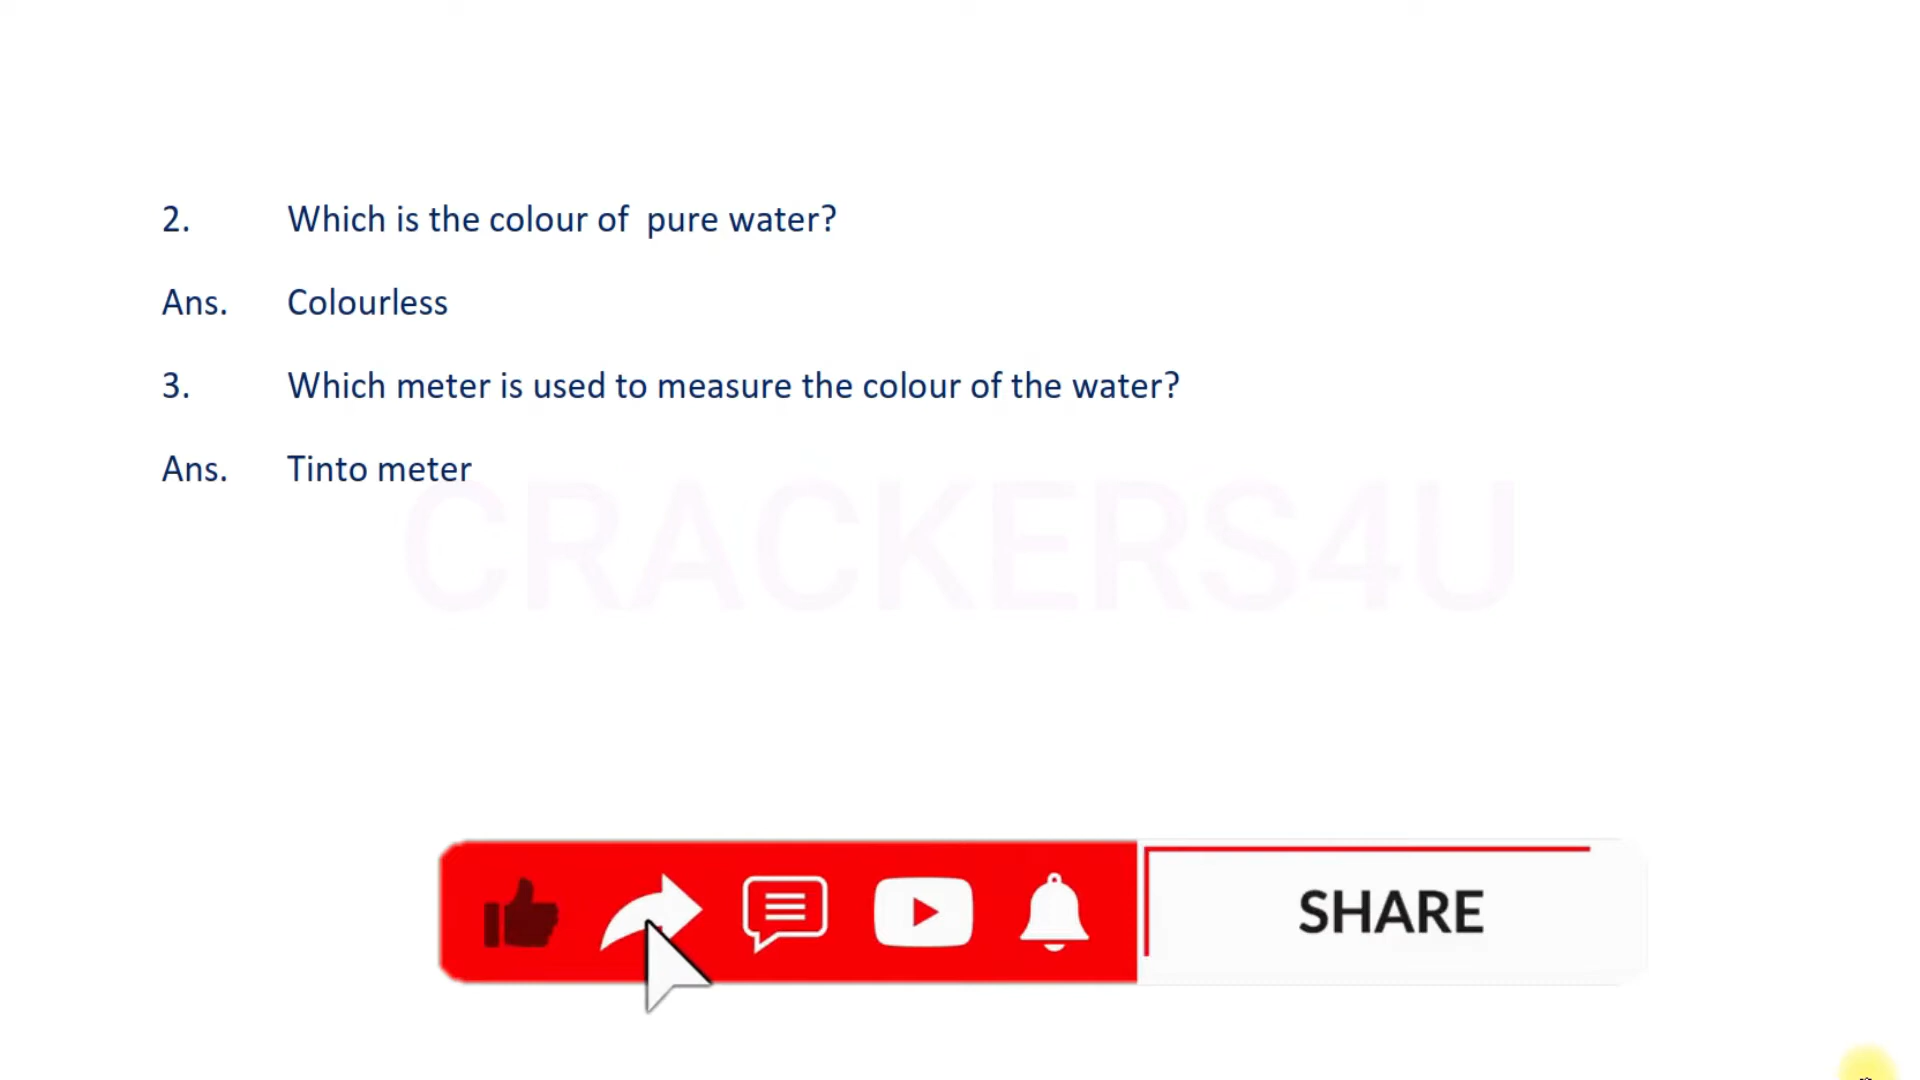 2. Which is the colour of  pure water?
Ans. Colourless
3. Which meter is used to measure the colour of the water?
Ans. Tinto meter
CRACKERS4U
SHARE